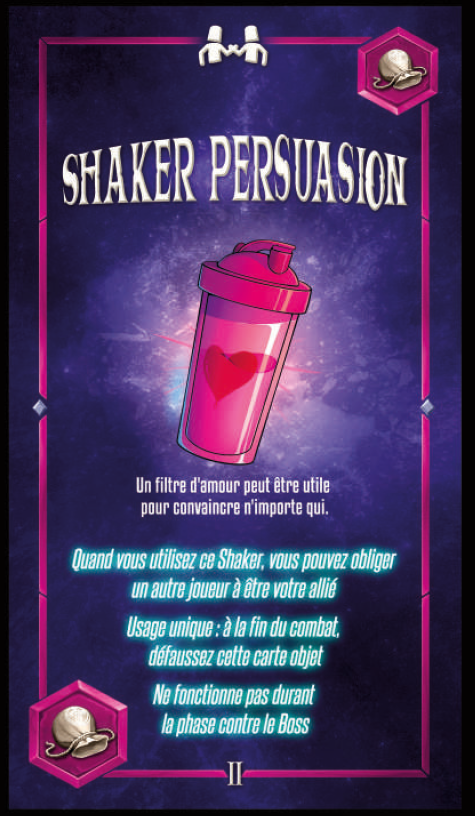 SHAKER PERSUASION
Un filtre d'amour peut être utile
pour convaincre n'importe qui.
Quand vous utilisez ce Shaker, vous pouvez obliger
un autre joueur à être votre allié
Usage unique : à la fin du combat,
défaussez cette carte objet
Ne fonctionne pas durant
la phase contre le Boss
II